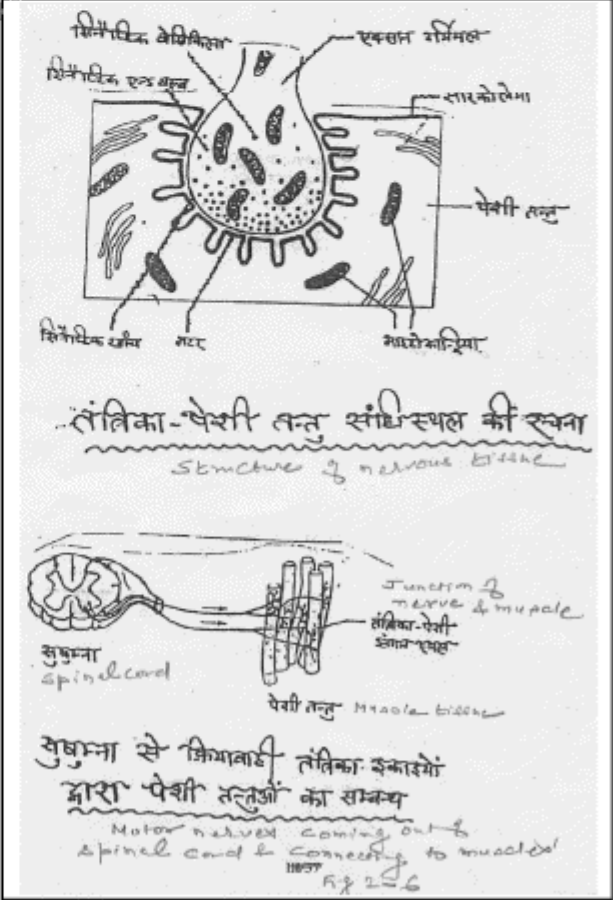 सिनैप्टिक वेसिकिल्स
एक्सान टर्मिनल
सिनैप्टिक एन्ड बल्ब
सारकोलेमा
पेशी तन्तु
सिनैप्टिक
माइटोकान्ड्रिया
तंत्रिका-पेशी तन्तु संधि स्थल की रचना
Structure of nervous tissue
Junction of
nerve & muscle
तंत्रिका-पेशी
स्थल
सुषुम्ना
Spinal cord
पेशी तन्तु Muscle tissue
सुषुम्ना से क्रियावाही तंत्रिका इकाइयों
द्वारा पेशी तन्तुओं का सम्बन्ध
Motor nerves coming out of
spinal cord & connecting to muscles
Fig 2-6